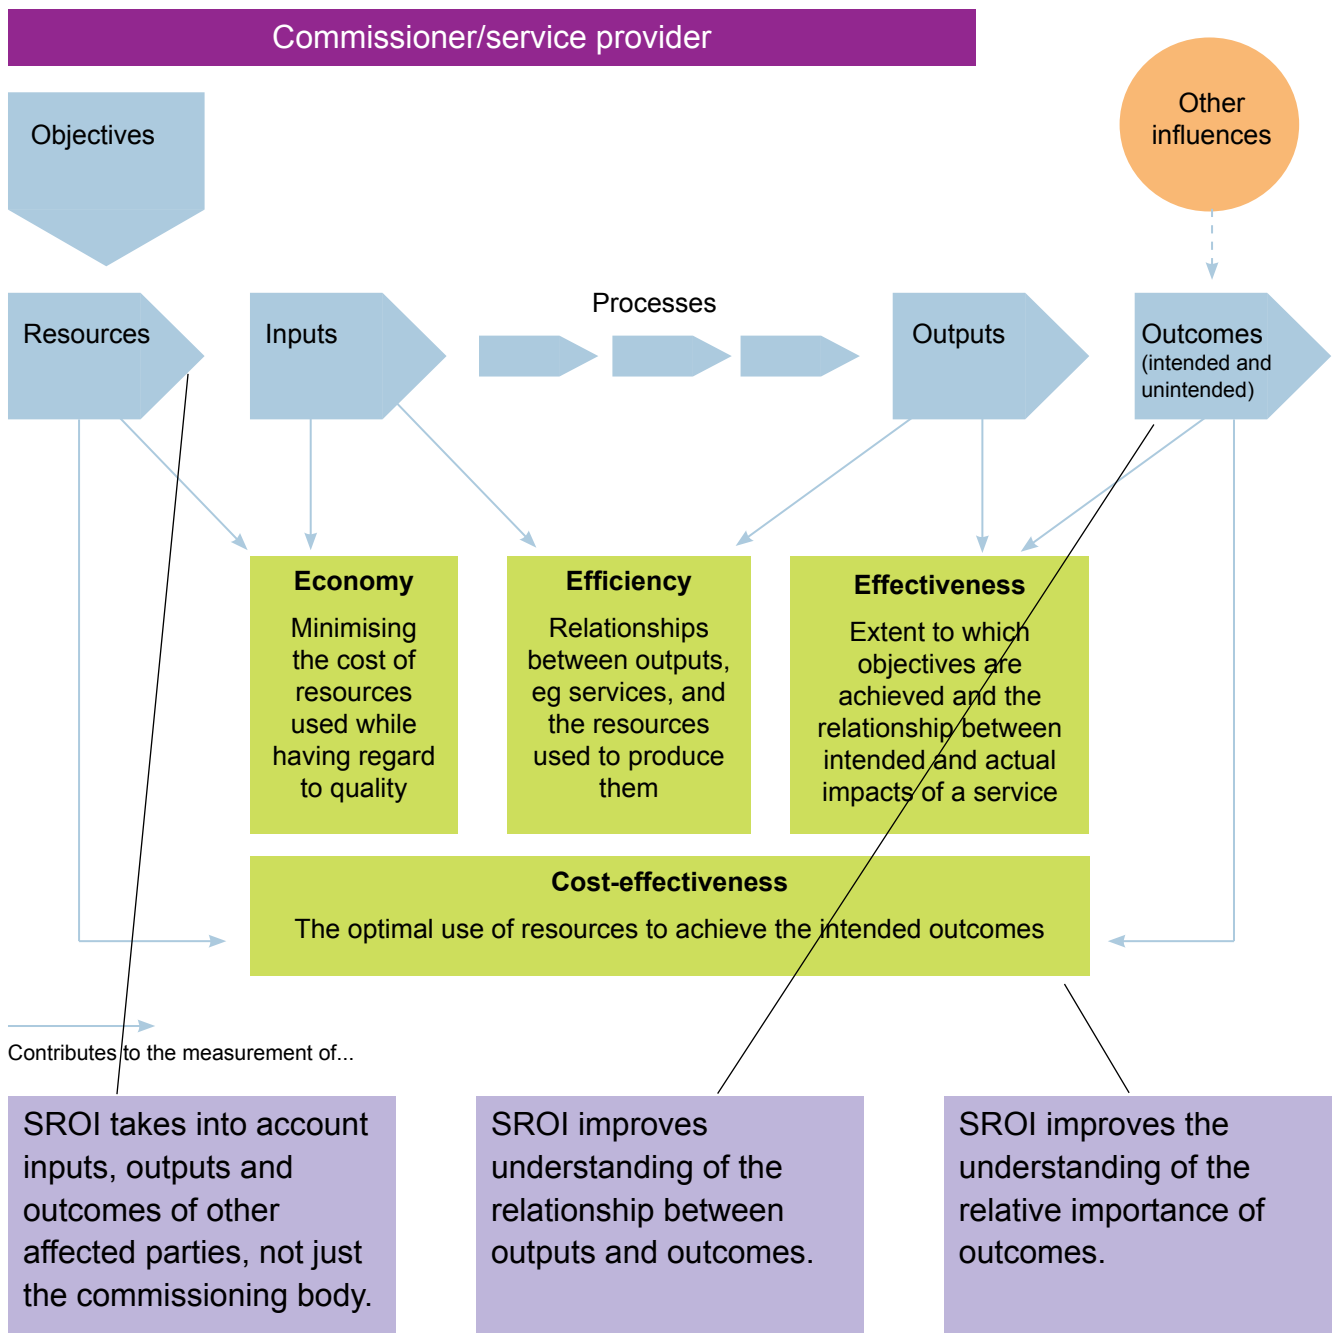 Commissioner/service provider
Objectives
Other
influences
Resources
Inputs
Processes
Outputs
Outcomes
(intended and
unintended)
Economy
Minimising
the cost of
resources
used while
having regard
to quality
Efficiency
Relationships
between outputs,
eg services, and
the resources
used to produce
them
Effectiveness
Extent to which
objectives are
achieved and the
relationship between
intended and actual
impacts of a service
Cost-effectiveness
The optimal use of resources to achieve the intended outcomes
Contributes to the measurement of...
SROI takes into account
inputs, outputs and
outcomes of other
affected parties, not just
the commissioning body.
SROI improves
understanding of the
relationship between
outputs and outcomes.
SROI improves the
understanding of the
relative importance of
outcomes.